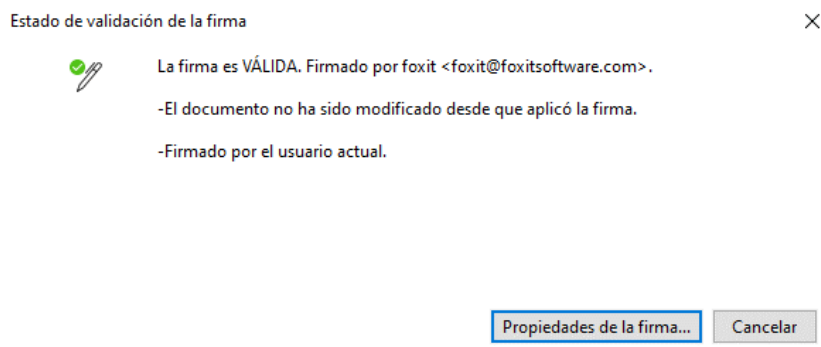 Estado de validación de la firma
La firma es VÁLIDA. Firmado por foxit <foxit@foxitsoftware.com>.
-El documento no ha sido modificado desde que aplicó la firma.
-Firmado por el usuario actual.
Propiedades de la firma...
Cancelar